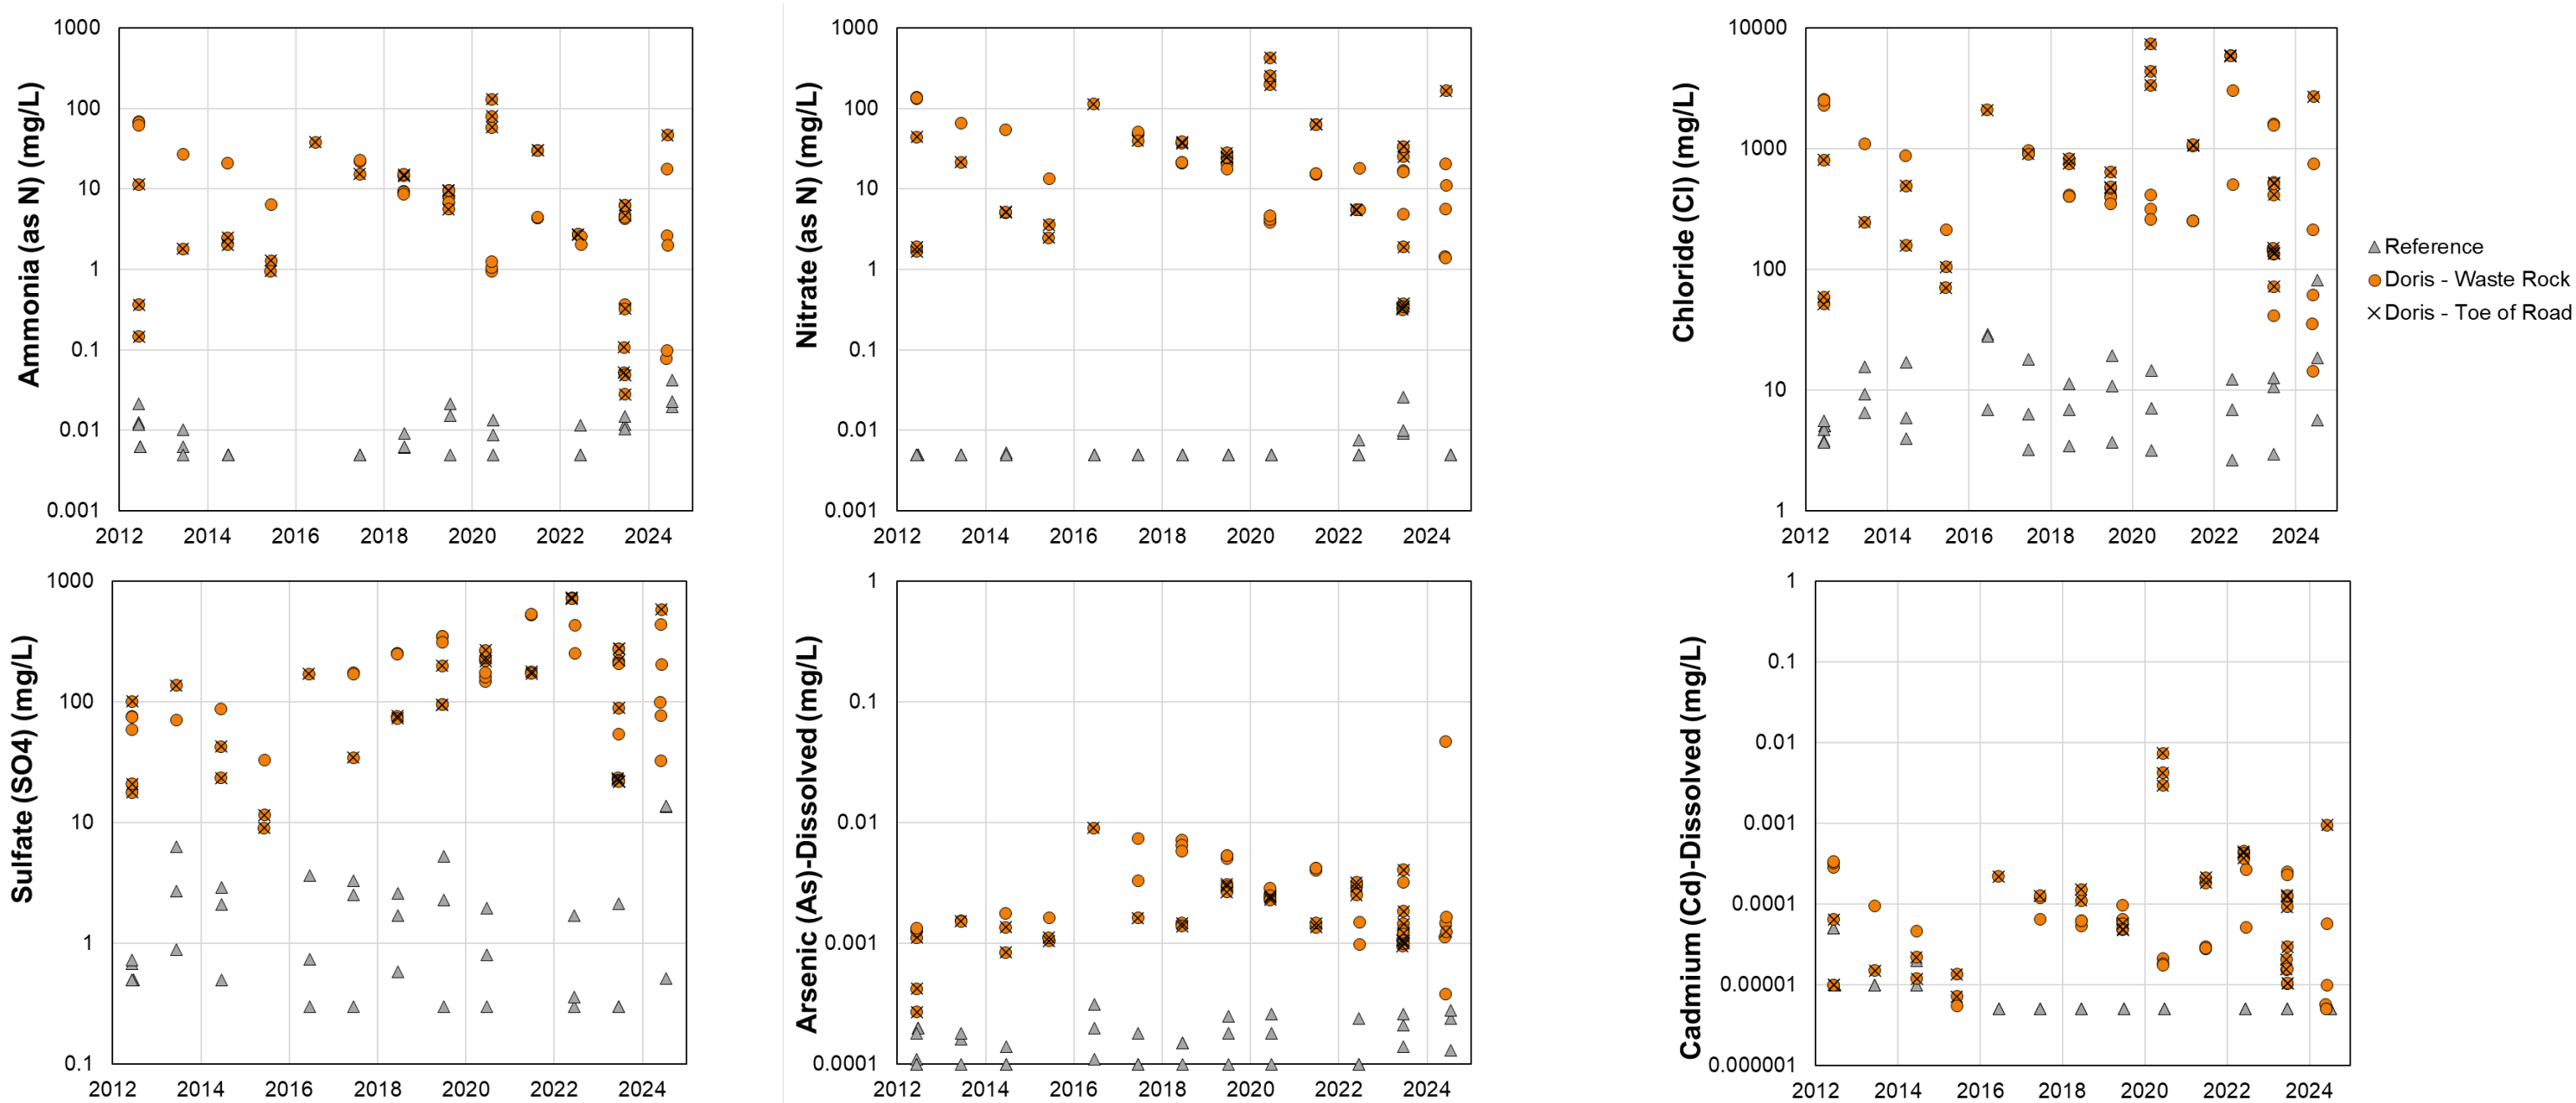 Ammonia (as N) (mg/L)
1000
100
10
1
0.1
0.01
0.001
2012 2014 2016 2018 2020 2022 2024
Nitrate (as N) (mg/L)
1000
100
10
1
0.1
0.01
0.001
2012 2014 2016 2018 2020 2022 2024
Chloride (Cl) (mg/L)
10000
1000
100
10
1
2012 2014 2016 2018 2020 2022 2024
Reference
Doris - Waste Rock
Doris - Toe of Road
Sulfate (SO4) (mg/L)
1000
100
10
1
0.1
2012 2014 2016 2018 2020 2022 2024
Arsenic (As)-Dissolved (mg/L)
1
0.1
0.01
0.001
0.0001
2012 2014 2016 2018 2020 2022 2024
Cadmium (Cd)-Dissolved (mg/L)
1
0.1
0.01
0.001
0.0001
0.00001
0.000001
2012 2014 2016 2018 2020 2022 2024